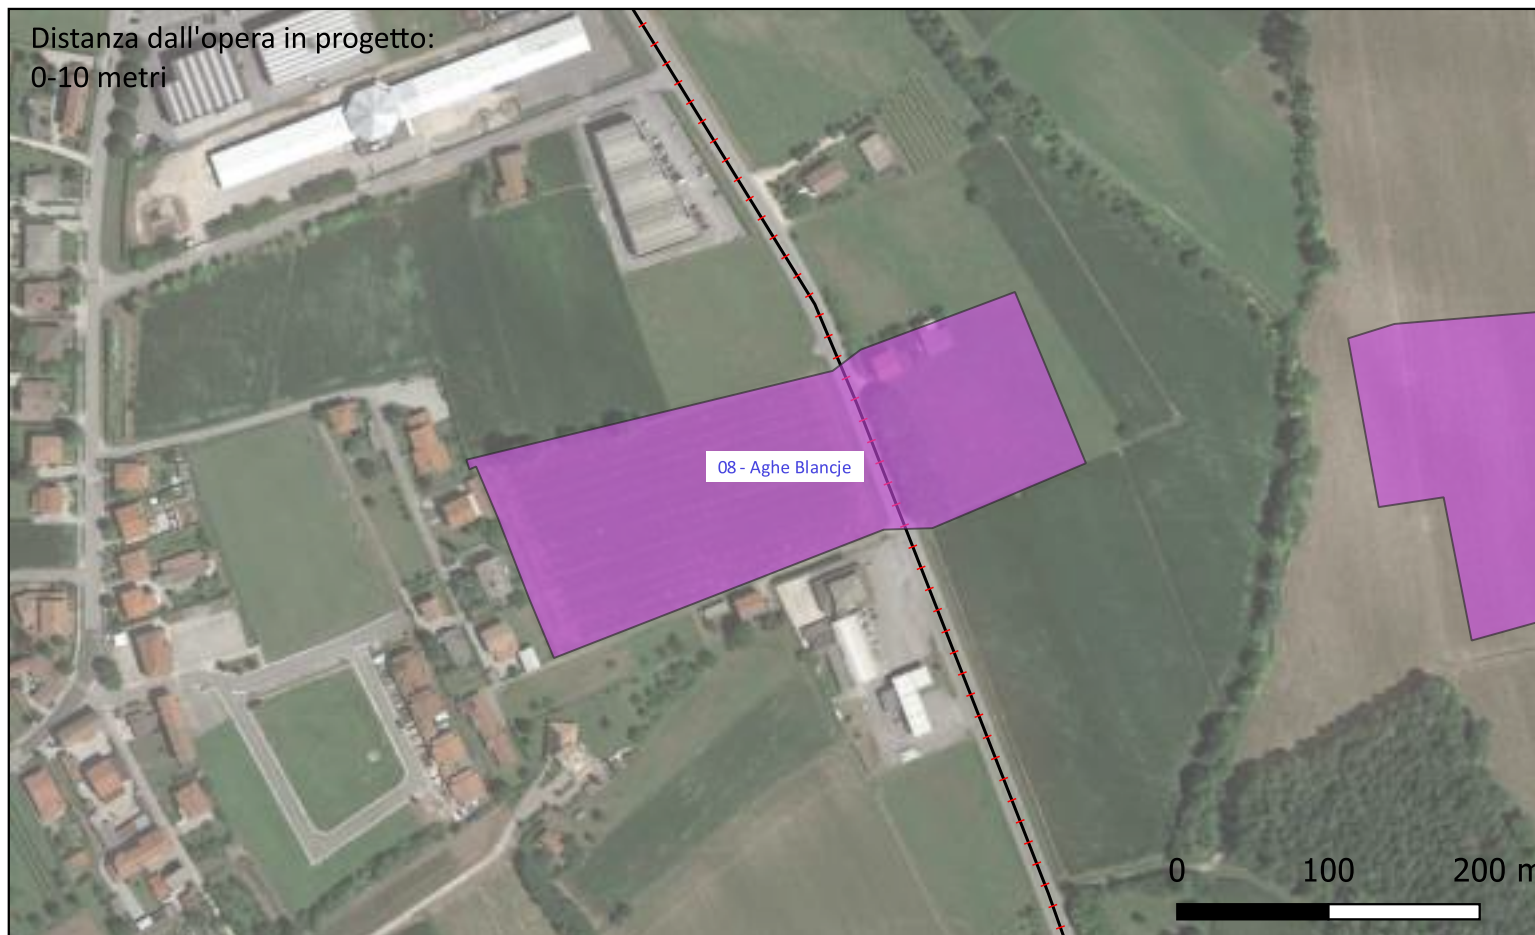 Distanza dall'opera in progetto:
0-10 metri
08 - Aghe Blancje
0 100 200 m